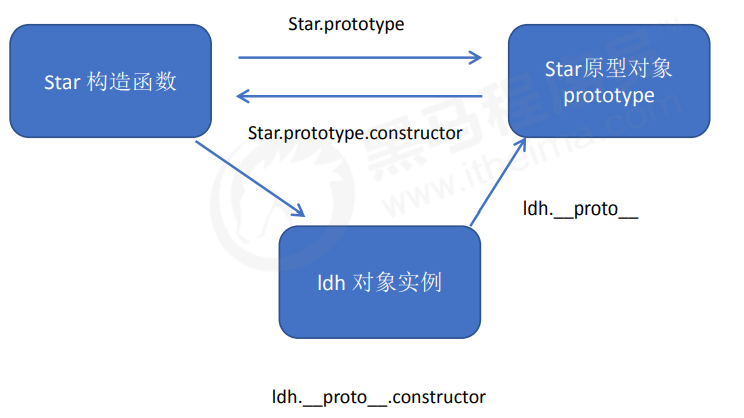 Star.prototype
Star 构造函数
Star原型对象
prototype
Star.prototype.constructor
ldh.__proto__
ldh 对象实例
ldh.__proto__.constructor
黑马程序员
www.itheima.com